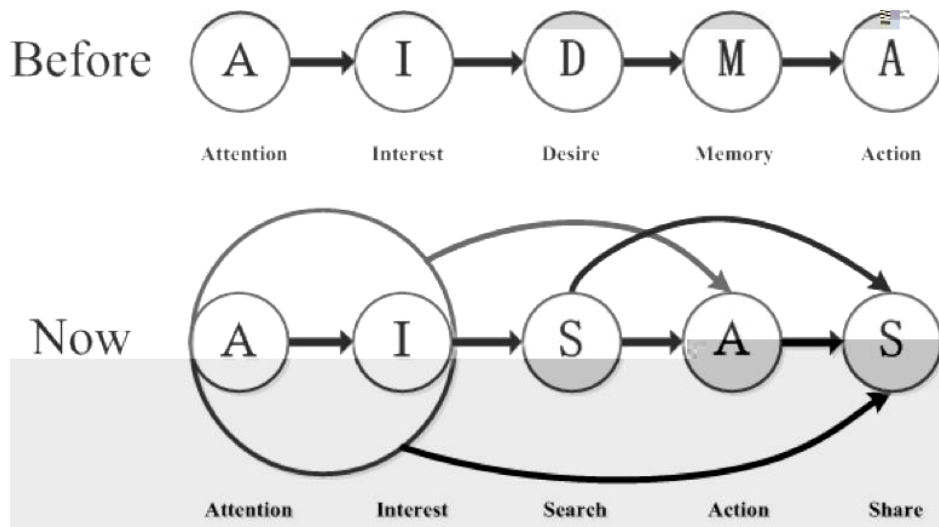 Before A I D M A
Attention Interest Desire Memory Action
Now A I S A S
Attention Interest Search Action Share